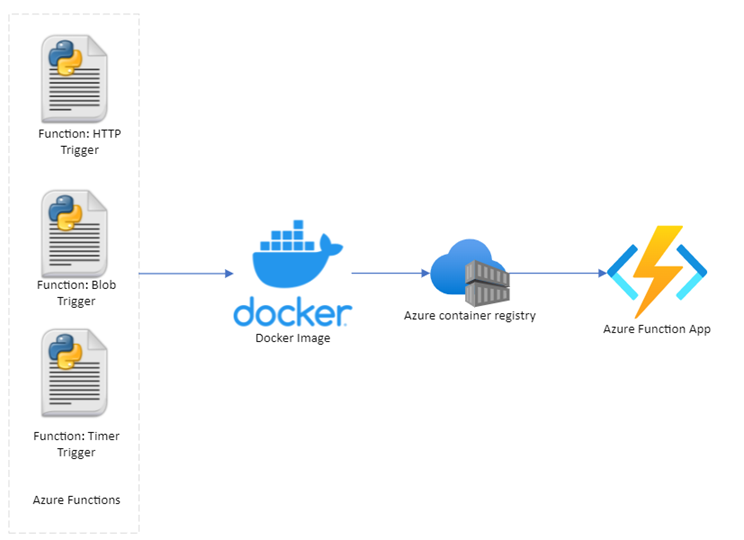 Function: HTTP
Trigger
Function: Blob
Trigger
Function: Timer
Trigger
Azure Functions
docker
Docker Image
Azure container registry
Azure Function App